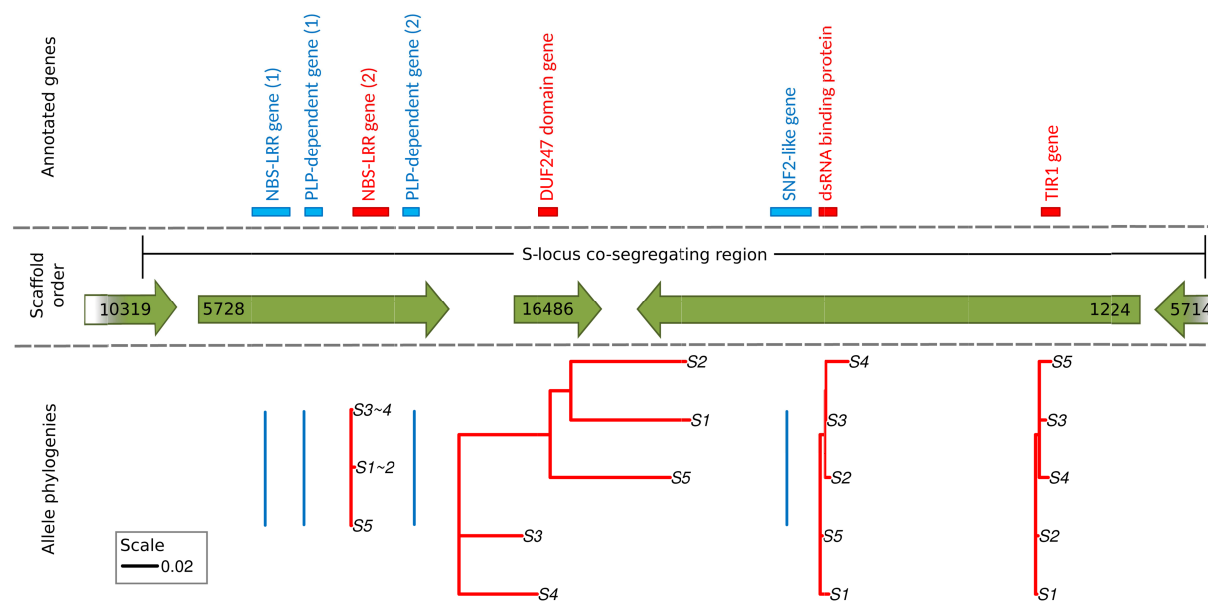 Annotated genes
NBS-LRR gene (1)
PLP-dependent gene (1)
NBS-LRR gene (2)
PLP-dependent gene (2)
DUF247 domain gene
SNF2-like gene
dsRNA binding protein
TIR1 gene
Scaffold
order
S-locus co-segregating region
10319
5728
16486
1224
5714
Allele phylogenies
S3~4
S1~2
S5
S2
S1
S5
S3
S4
S4
S3
S2
S5
S1
S5
S3
S4
S2
S1
Scale
0.02